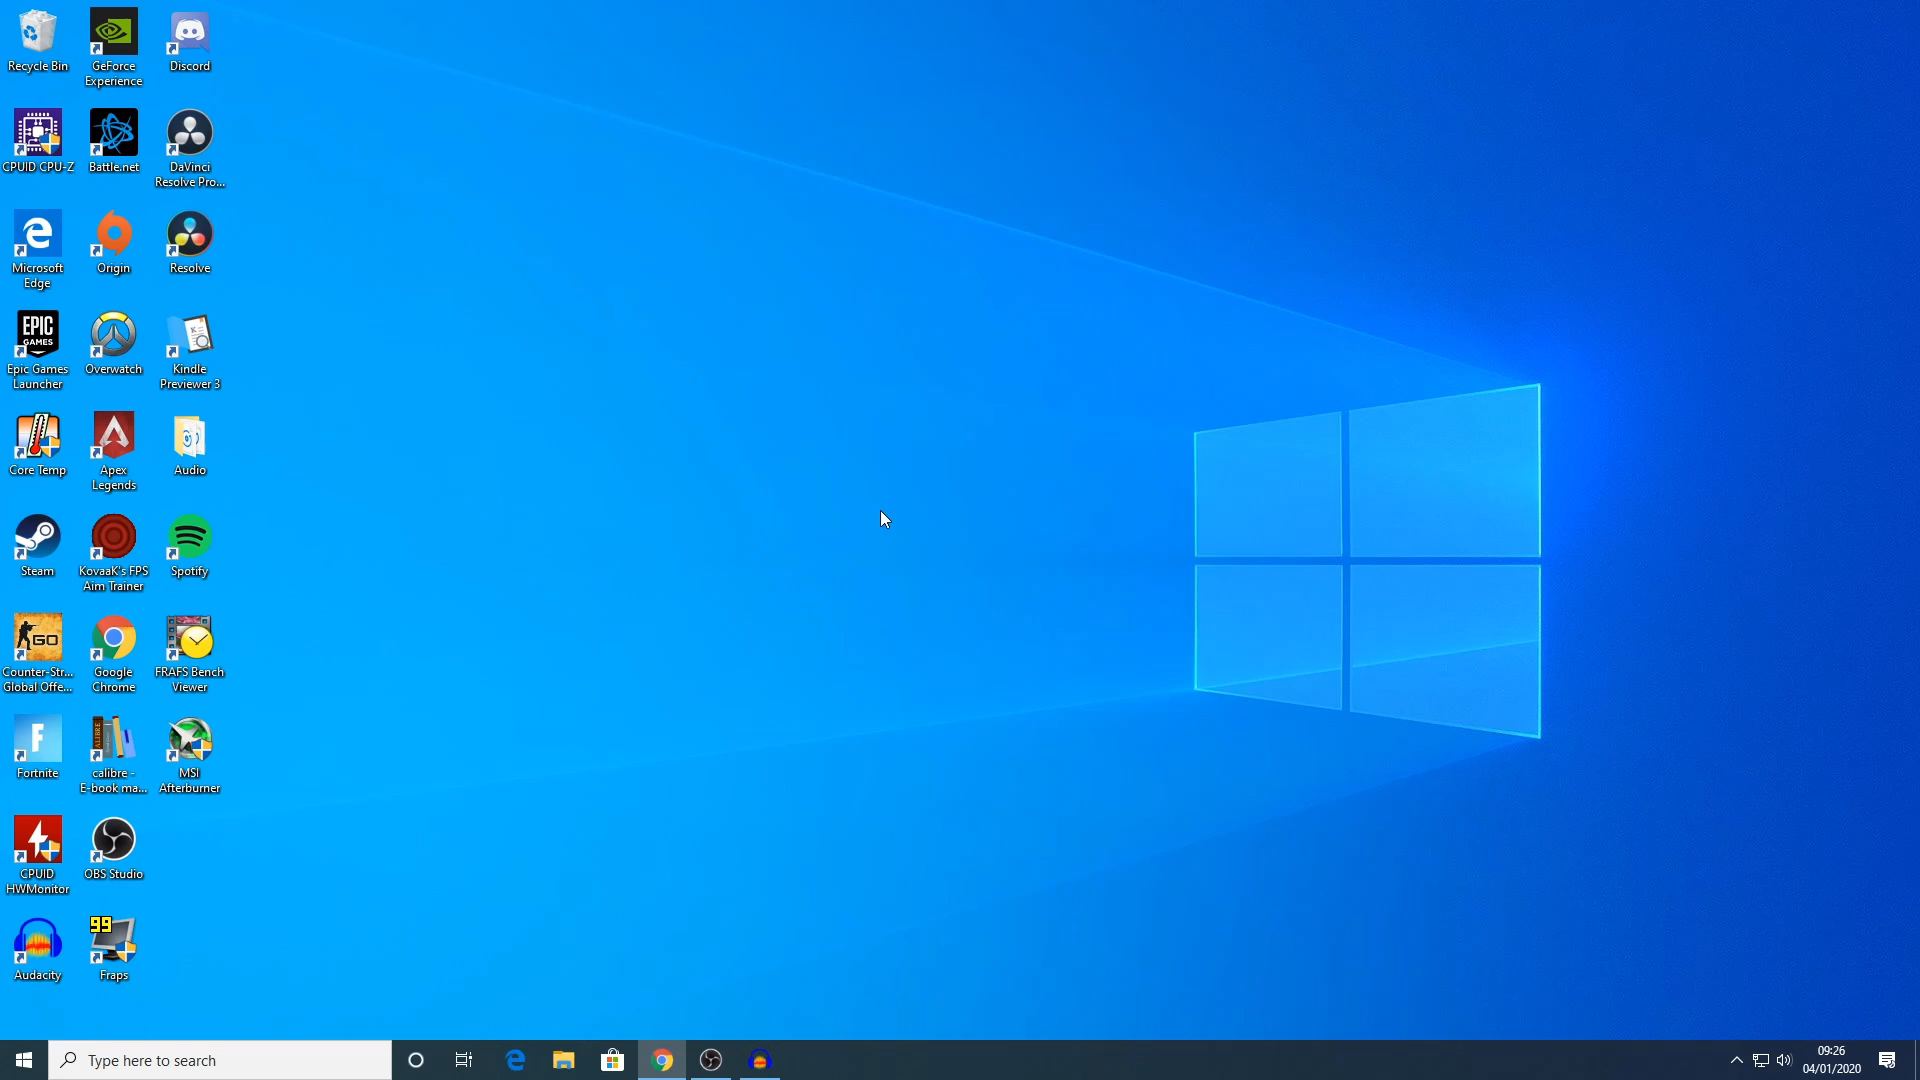 Recycle Bin
GeForce
Experience
Discord
CPUID CPU-Z
Battle.net
DaVinci
Resolve Pro...
Microsoft
Edge
Origin
Resolve
EPIC
GAMES
Epic Games
Launcher
Overwatch
Kindle
Previewer 3
Core Temp
Apex
Legends
Audio
Steam
KovaaK's FPS
Aim Trainer
Spotify
GO
Counter-Str...
Global Offe...
Google
Chrome
FRAFS Bench
Viewer
F
Fortnite
CALIBRE
calibre -
E-book ma...
MSI
Afterburner
CPUID
HWMonitor
OBS Studio
Audacity
99
Fraps
Type here to search
09:26
04/01/2020